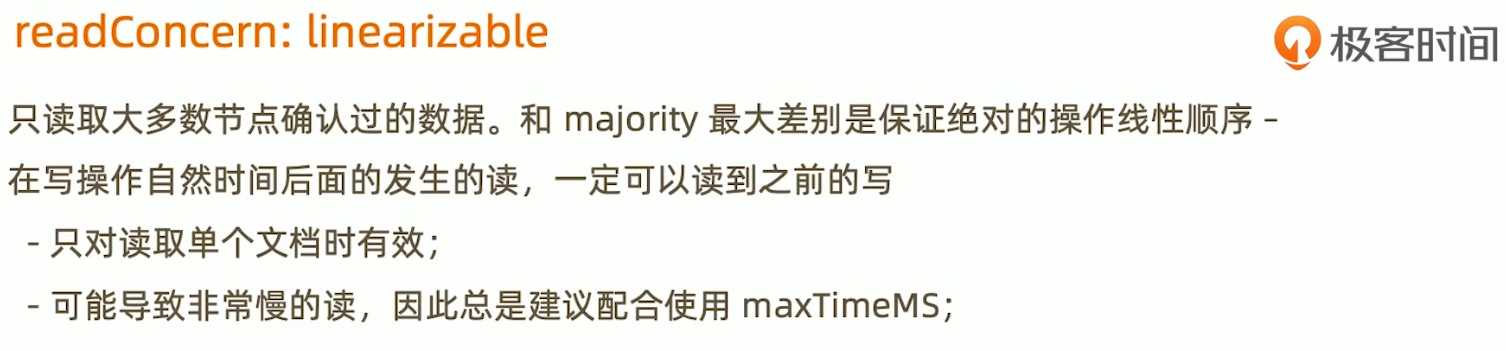 readConcern: linearizable
极客时间
只读取大多数节点确认过的数据。和 majority 最大差别是保证绝对的操作线性顺序 –
在写操作自然时间后面的发生的读，一定可以读到之前的写
- 只对读取单个文档时有效；
- 可能导致非常慢的读，因此总是建议配合使用 maxTimeMS；